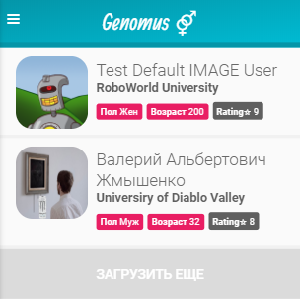 Genomus
Test Default IMAGE User
RoboWorld University
Пол Жен Возраст 200 Rating★ 9
Валерий Альбертович
Жмышенко
Universiry of Diablo Valley
Пол Муж Возраст 32 Rating★ 8
ЗАГРУЗИТЬ ЕЩЕ